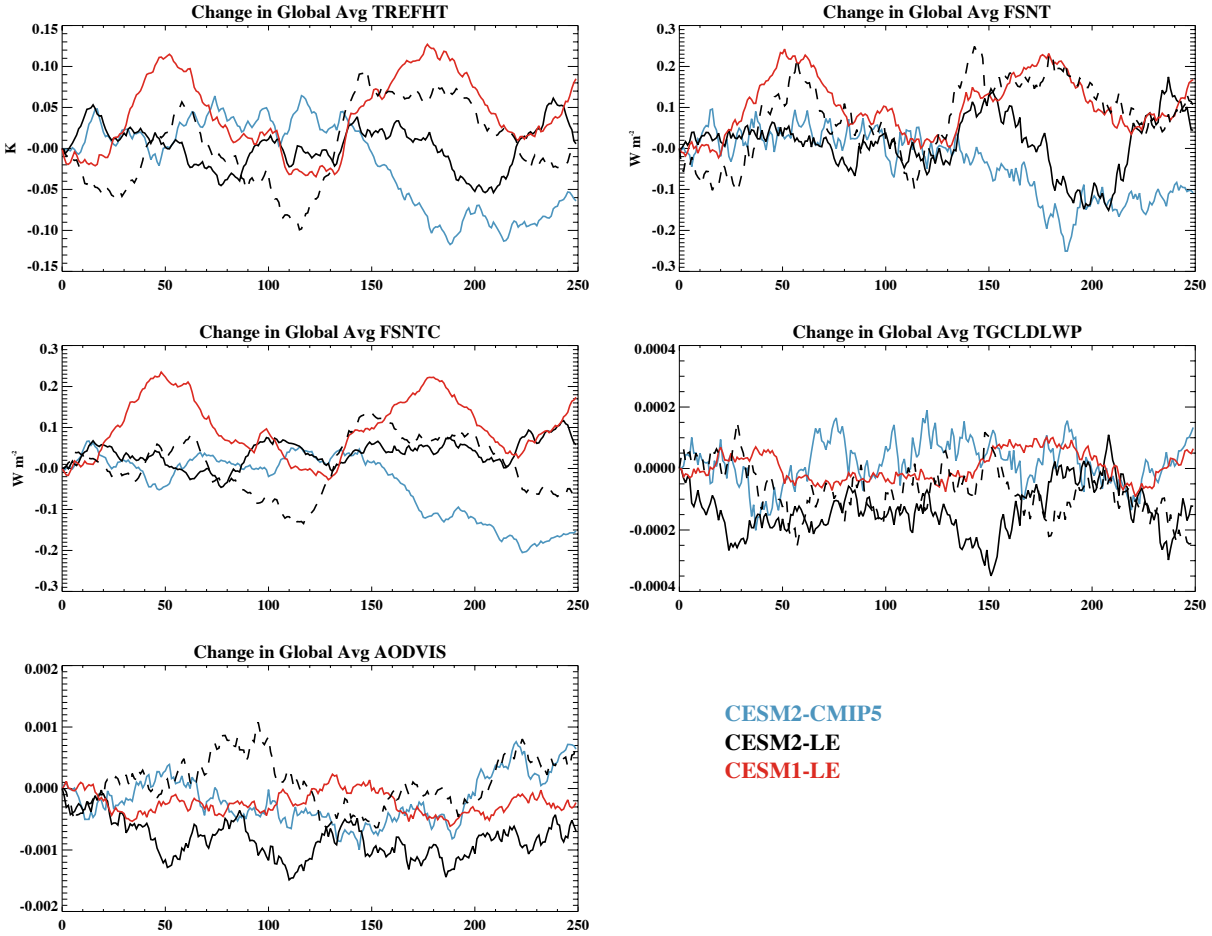 Change in Global Avg TREFHT
0.15
0.10
0.05
-0.00
-0.05
-0.10
-0.15
K
0 50 100 150 200 250
Change in Global Avg FSNT
0.3
0.2
0.1
-0.0
-0.1
-0.2
-0.3
W m-2
0 50 100 150 200 250
Change in Global Avg FSNTC
0.3
0.2
0.1
-0.0
-0.1
-0.2
-0.3
W m-2
0 50 100 150 200 250
Change in Global Avg TGCLDLWP
0.0004
0.0002
0.0000
-0.0002
-0.0004
0 50 100 150 200 250
Change in Global Avg AODVIS
0.002
0.001
0.000
-0.001
-0.002
0 50 100 150 200 250
CESM2-CMIP5
CESM2-LE
CESM1-LE